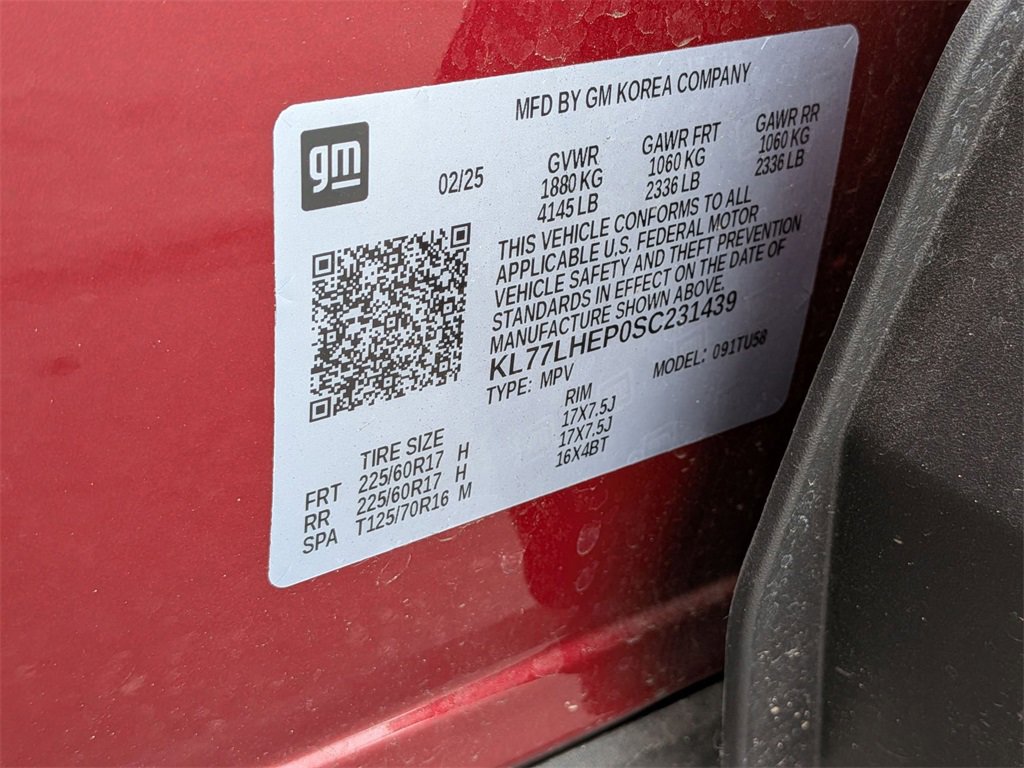 MFD BY GM KOREA COMPANY
gm
02/25
GVWR
1880 KG
4145 LB
GAWR FRT
1060 KG
2336 LB
GAWR RR
1060 KG
2336 LB
THIS VEHICLE CONFORMS TO ALL
APPLICABLE U.S. FEDERAL MOTOR
VEHICLE SAFETY AND THEFT PREVENTION
STANDARDS IN EFFECT ON THE DATE OF
MANUFACTURE SHOWN ABOVE.
KL77LHEP0SC231439
TYPE: MPV
MODEL: 091TU58
TIRE SIZE
RIM
FRT 225/60R17 H 17X7.5J
RR 225/60R17 H 17X7.5J
SPA T125/70R16 M 16X4BT